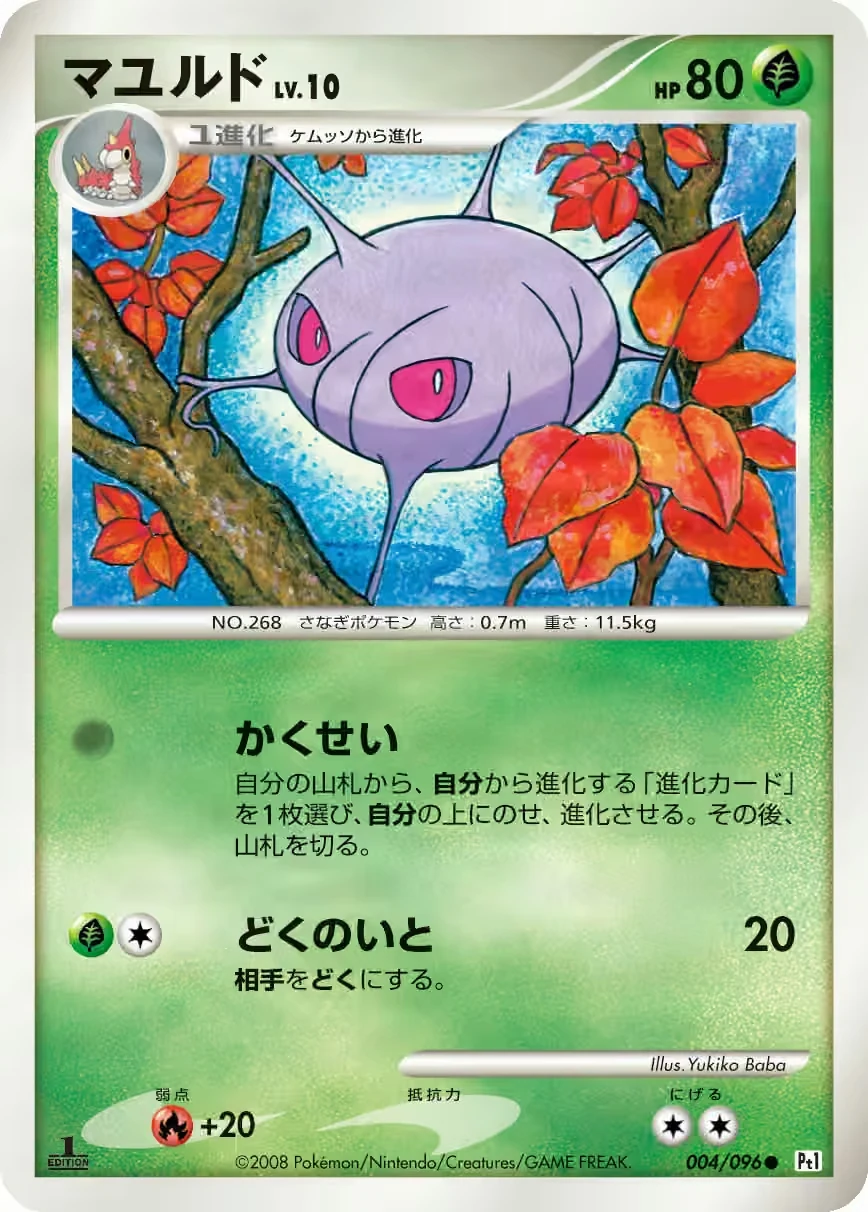 マユルド LV.10 HP 80
1進化 ケムッソから進化
NO.268 さなぎポケモン 高さ:0.7m 重さ:11.5kg
かくせい
自分の山札から、自分から進化する「進化カード」
を1枚選び、自分の上にのせ、進化させる。その後、
山札を切る。
どくのいと 20
相手をどくにする。
Illus.Yukiko Baba
弱点 抵抗力 にげる
+20
1 EDITION
©2008 Pokémon/Nintendo/Creatures/GAME FREAK. 004/096 Pt1